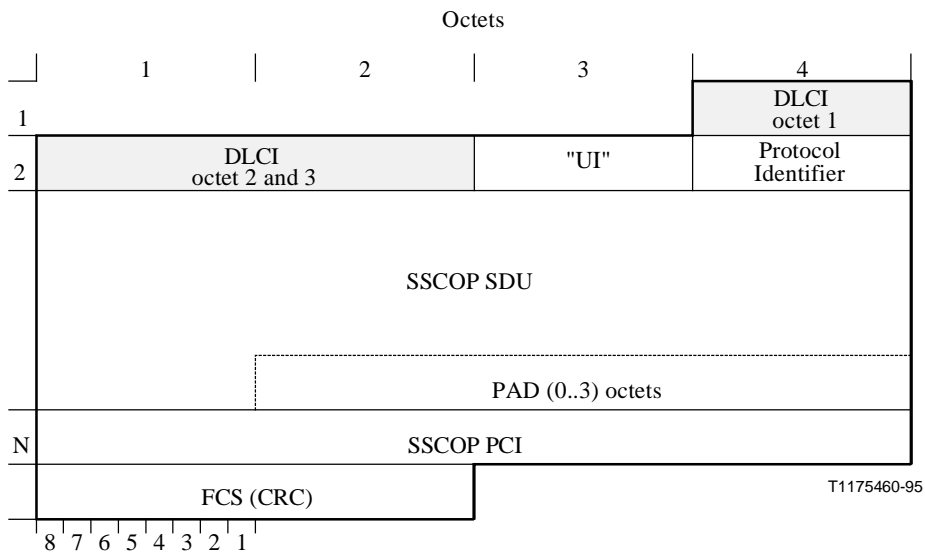 Octets
1 2 3 4
1
DLCI
octet 1
2
DLCI
octet 2 and 3
"UI"
Protocol
Identifier
SSCOP SDU
PAD (0..3) octets
N
SSCOP PCI
FCS (CRC)
T1175460-95
8 7 6 5 4 3 2 1